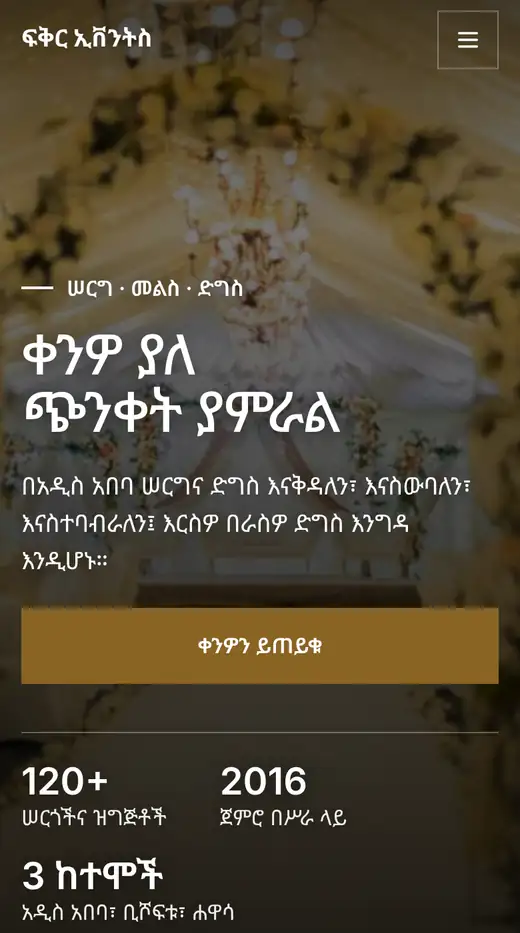 ፍቅር ኢቨንትስ
ሠርግ · መልስ · ድግስ
ቀንዎ ያለ
ጭንቀት ያምራል
በአዲስ አበባ ሠርግና ድግስ እናቅዳለን፣ እናስውባለን፣
እናስተባብራለን፤ እርስዎ በራስዎ ድግስ እንግዳ
እንዲሆኑ።
ቀንዎን ይጠይቁ
120+
ሠርጎችና ዝግጅቶች
2016
ጀምሮ በሥራ ላይ
3 ከተሞች
አዲስ አበባ፣ ቢሾፍቱ፣ ሐዋሳ